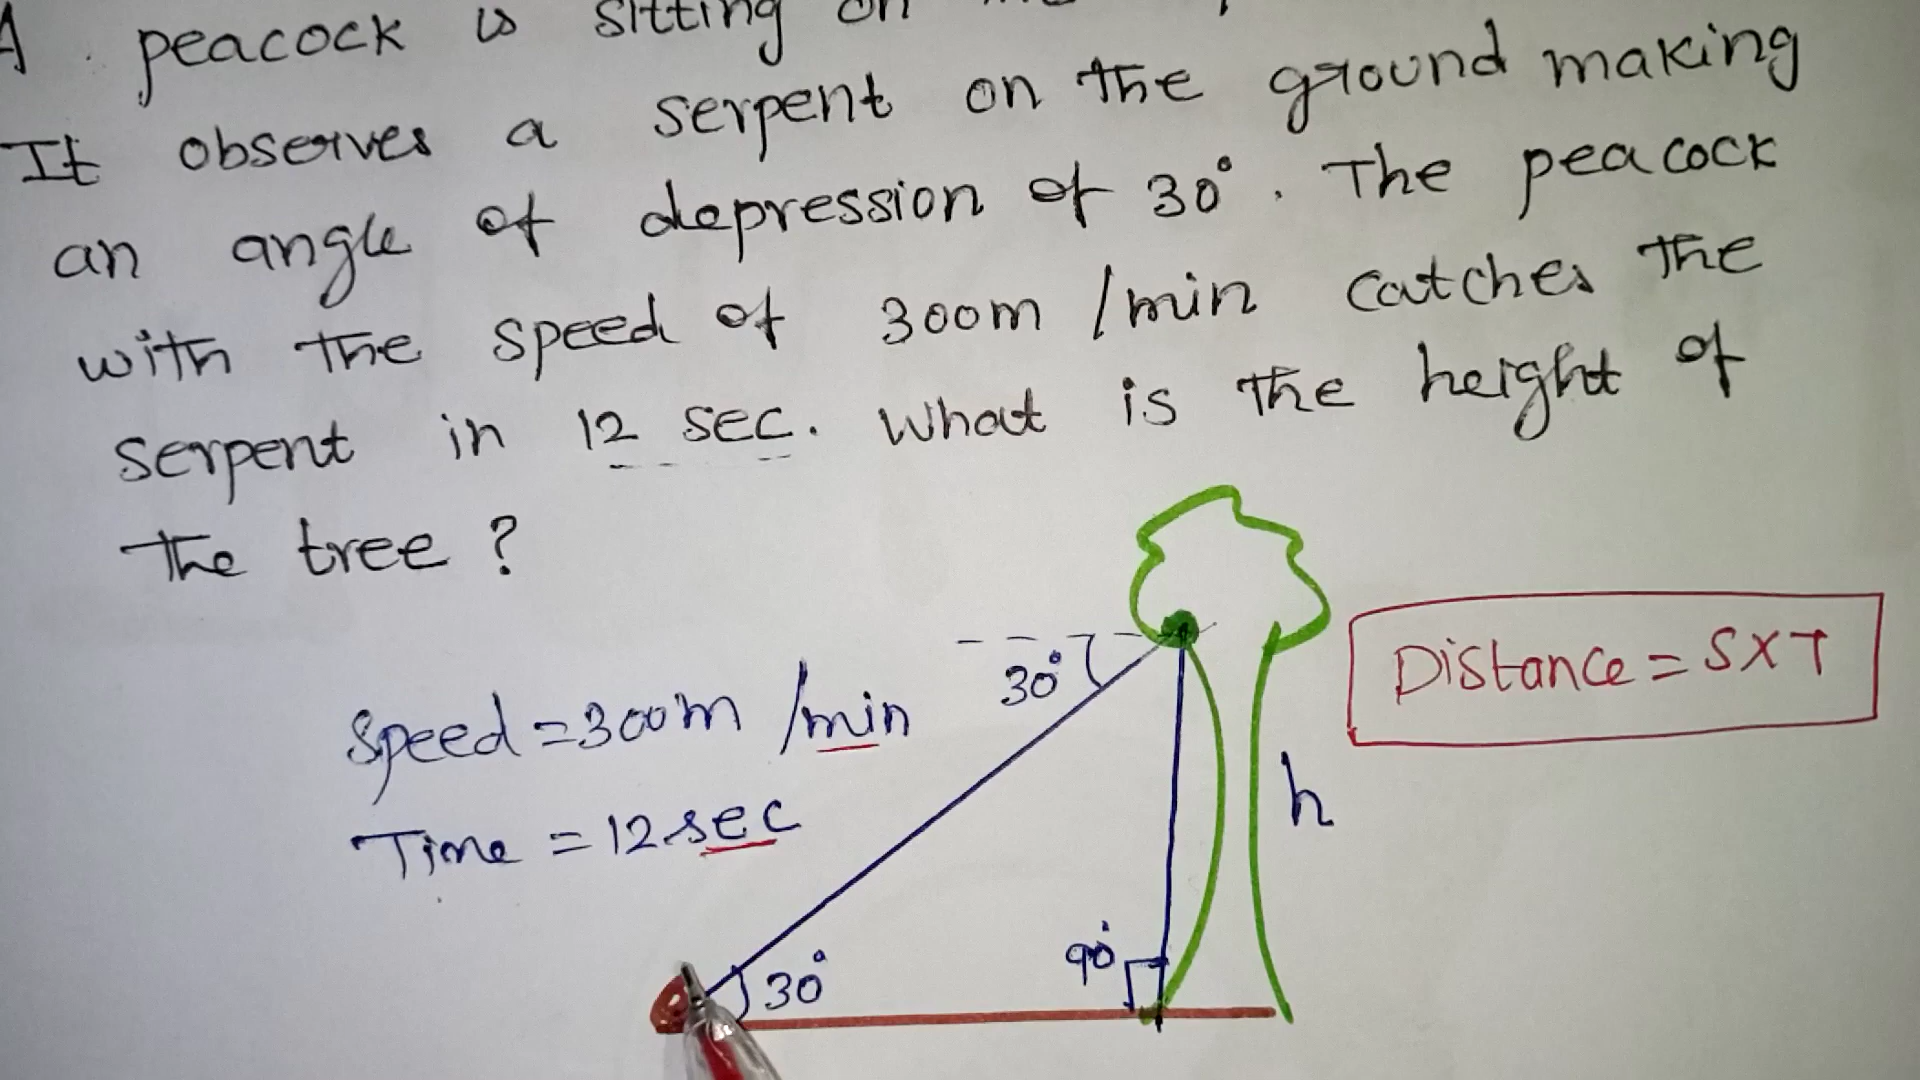 A peacock is sitting on
It observes a serpent on the ground making
an angle of depression of 30°. The peacock
with the speed of 300m /min catches the
serpent in 12 sec. What is the height of
the tree ?
Distance = S X T
30°
Speed = 300m /min
h
Time = 12 sec
90°
30°